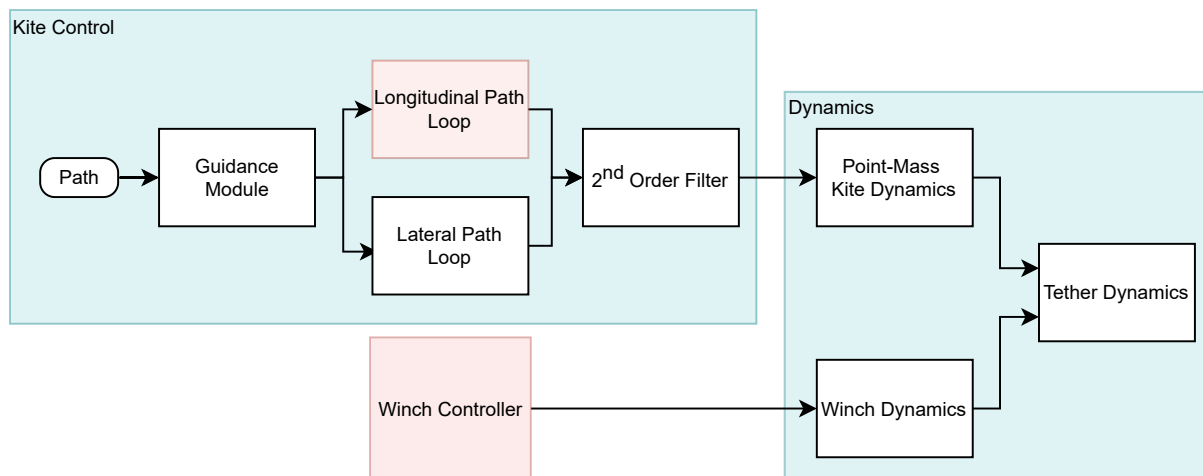 Kite Control
Longitudinal Path
Loop
Path
Guidance
Module
Lateral Path
Loop
2nd Order Filter
Dynamics
Point-Mass
Kite Dynamics
Tether Dynamics
Winch Controller
Winch Dynamics